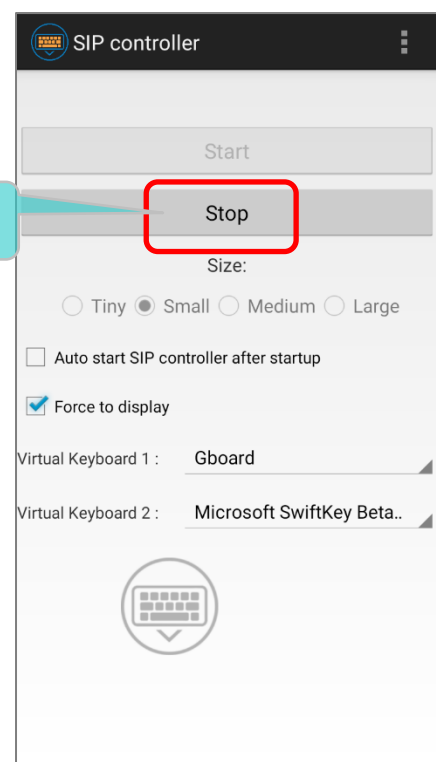 SIP controller
Start
Stop
Size:
Tiny Small Medium Large
Auto start SIP controller after startup
Force to display
Virtual Keyboard 1 : Gboard
Virtual Keyboard 2 : Microsoft SwiftKey Beta..